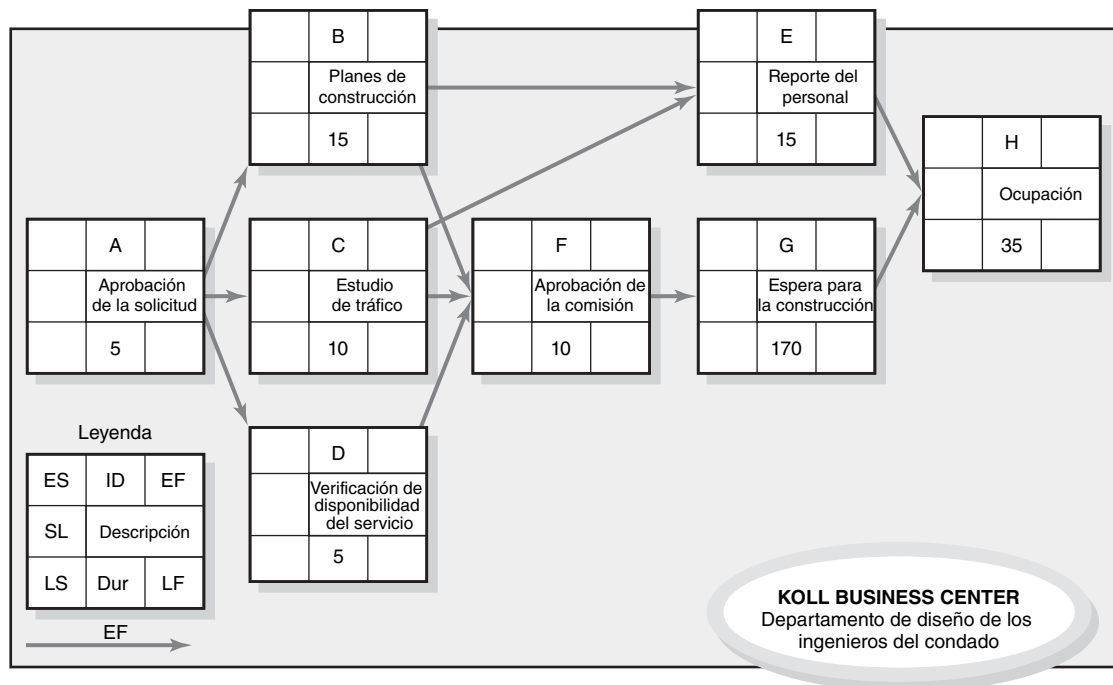 B
Planes de
construcción
15
E
Reporte del
personal
15
H
Ocupación
35
A
Aprobación
de la solicitud
5
C
Estudio
de tráfico
10
F
Aprobación de
la comisión
10
G
Espera para
la construcción
170
D
Verificación de
disponibilidad
del servicio
5
Leyenda
ES ID EF
SL Descripción
LS Dur LF
EF
KOLL BUSINESS CENTER
Departamento de diseño de los
ingenieros del condado